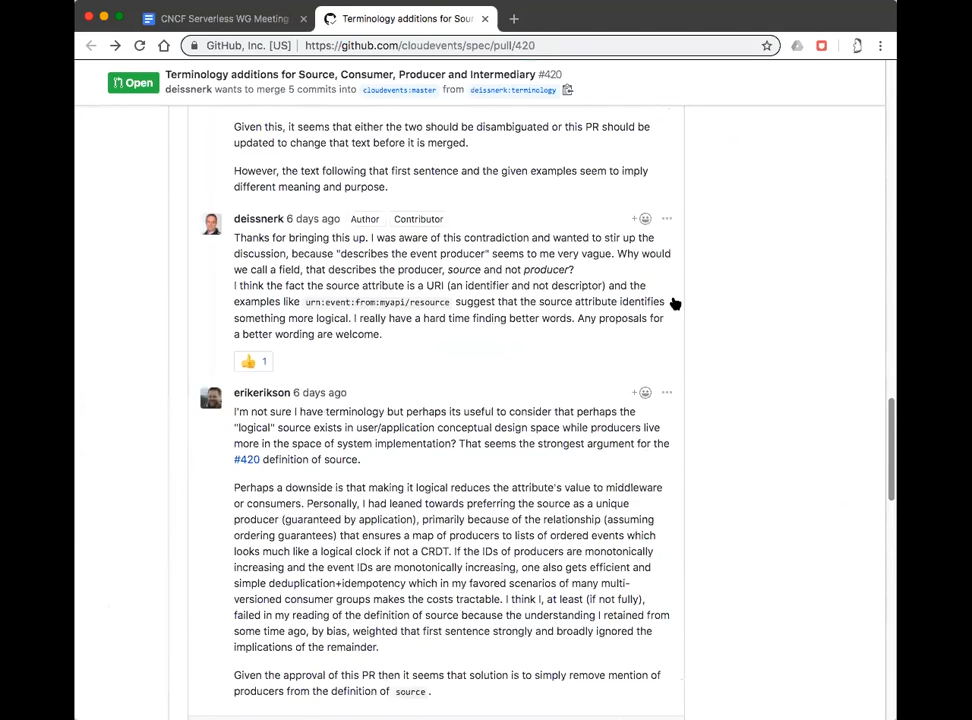 CNCF Serverless WG Meeting
Terminology additions for Sour
GitHub, Inc. [US]
https://github.com/cloudevents/spec/pull/420
Open
Terminology additions for Source, Consumer, Producer and Intermediary #420
deissnerk wants to merge 5 commits into cloudevents:master from deissnerk:terminology
Given this, it seems that either the two should be disambiguated or this PR should be
updated to change that text before it is merged.
However, the text following that first sentence and the given examples seem to imply
different meaning and purpose.
deissnerk 6 days ago Author Contributor
Thanks for bringing this up. I was aware of this contradiction and wanted to stir up the
discussion, because "describes the event producer" seems to me very vague. Why would
we call a field, that describes the producer, source and not producer?
I think the fact the source attribute is a URI (an identifier and not descriptor) and the
examples like urn:event:from:myapi/resource suggest that the source attribute identifies
something more logical. I really have a hard time finding better words. Any proposals for
a better wording are welcome.
1
erikerikson 6 days ago
I'm not sure I have terminology but perhaps its useful to consider that perhaps the
"logical" source exists in user/application conceptual design space while producers live
more in the space of system implementation? That seems the strongest argument for the
#420 definition of source.
Perhaps a downside is that making it logical reduces the attribute's value to middleware
or consumers. Personally, I had leaned towards preferring the source as a unique
producer (guaranteed by application), primarily because of the relationship (assuming
ordering guarantees) that ensures a map of producers to lists of ordered events which
looks much like a logical clock if not a CRDT. If the IDs of producers are monotonically
increasing and the event IDs are monotonically increasing, one also gets efficient and
simple deduplication+idempotency which in my favored scenarios of many multi-
versioned consumer groups makes the costs tractable. I think I, at least (if not fully),
failed in my reading of the definition of source because the understanding I retained from
some time ago, by bias, weighted that first sentence strongly and broadly ignored the
implications of the remainder.
Given the approval of this PR then it seems that solution is to simply remove mention of
producers from the definition of source.